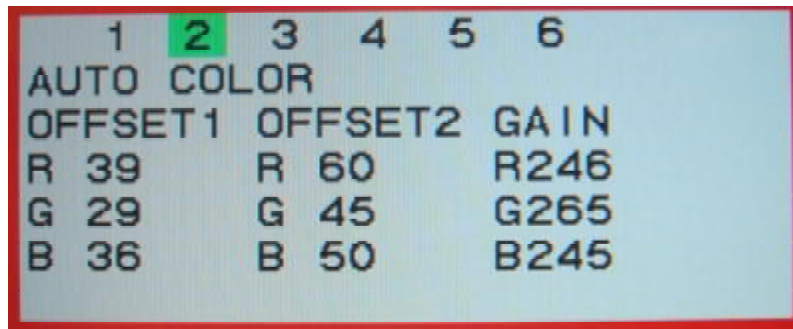 1 2 3 4 5 6
AUTO COLOR
OFFSET1 OFFSET2 GAIN
R 39 R 60 R246
G 29 G 45 G265
B 36 B 50 B245